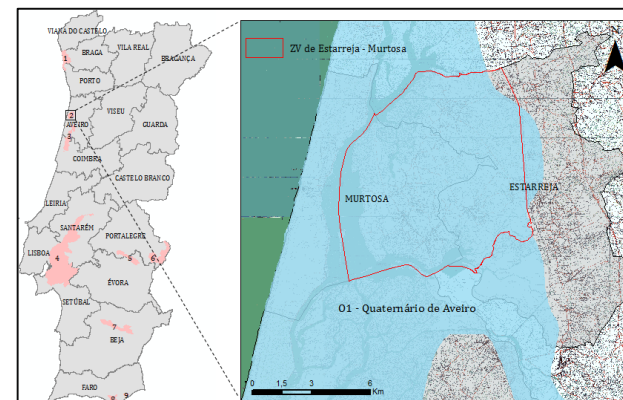 VIANA DO CASTELO
BRAGA
VILA REAL
BRAGANÇA
1
PORTO
2
AVEIRO
VISEU
GUARDA
3
COIMBRA
CASTELO BRANCO
LEIRIA
SANTARÉM
PORTALEGRE
LISBOA
4
5
6
ÉVORA
SETÚBAL
7
BEJA
FARO
9
ZV de Estarreja - Murtosa
MURTOSA
ESTARREJA
O1 - Quaternário de Aveiro
0 1,5 3 6
Km